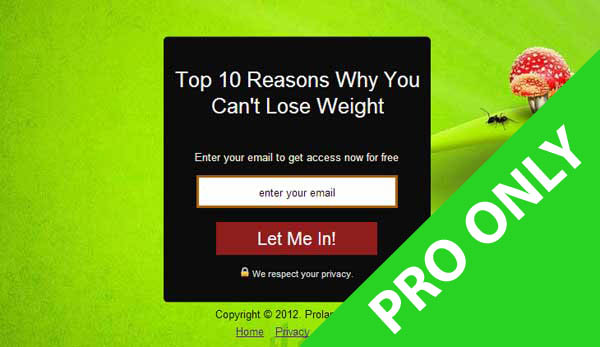 Top 10 Reasons Why You
Can't Lose Weight
Enter your email to get access now for free
enter your email
Let Me In!
We respect your privacy.
Copyright © 2012.
Home Privacy
PRO ONLY